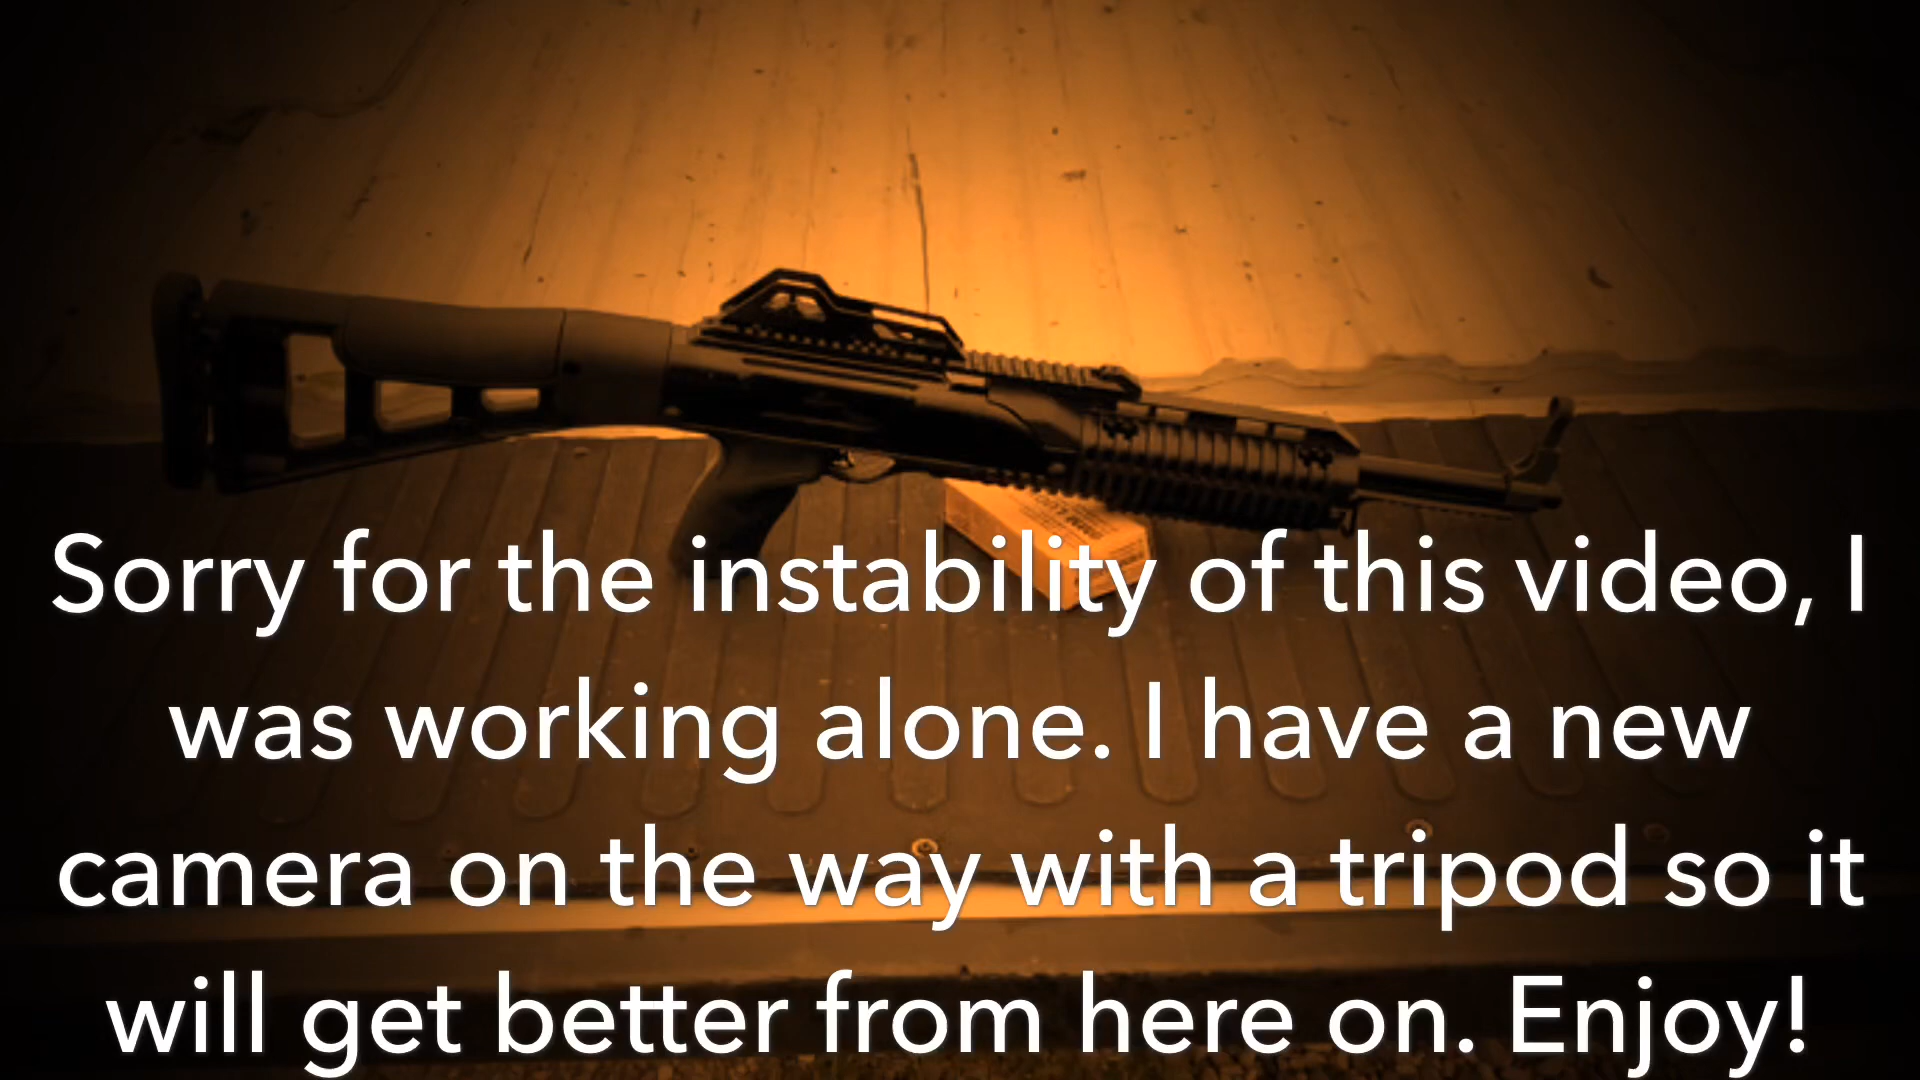 Sorry for the instability of this video, I
was working alone. I have a new
camera on the way with a tripod so it
will get better from here on. Enjoy!